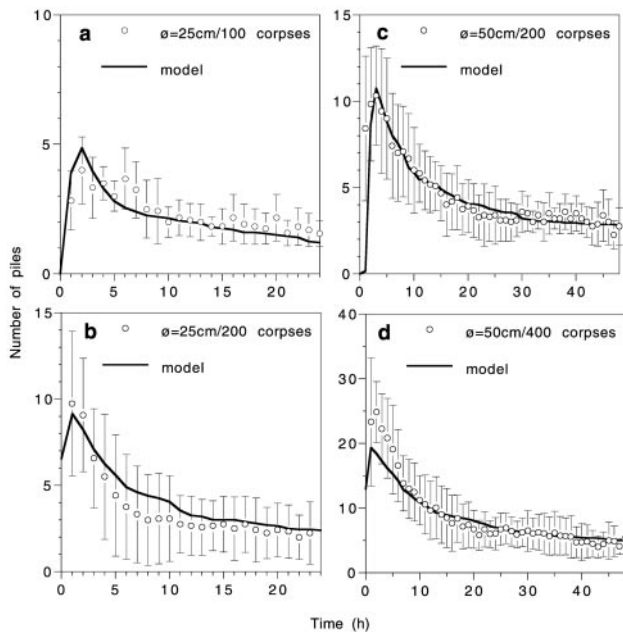 a ø=25cm/100 corpses
model
10
5
0
0 5 10 15 20
c ø=50cm/200 corpses
model
15
10
5
0
0 10 20 30 40
Number of piles
b ø=25cm/200 corpses
model
15
10
5
0
0 5 10 15 20
d ø=50cm/400 corpses
model
40
30
20
10
0
0 10 20 30 40
Time (h)